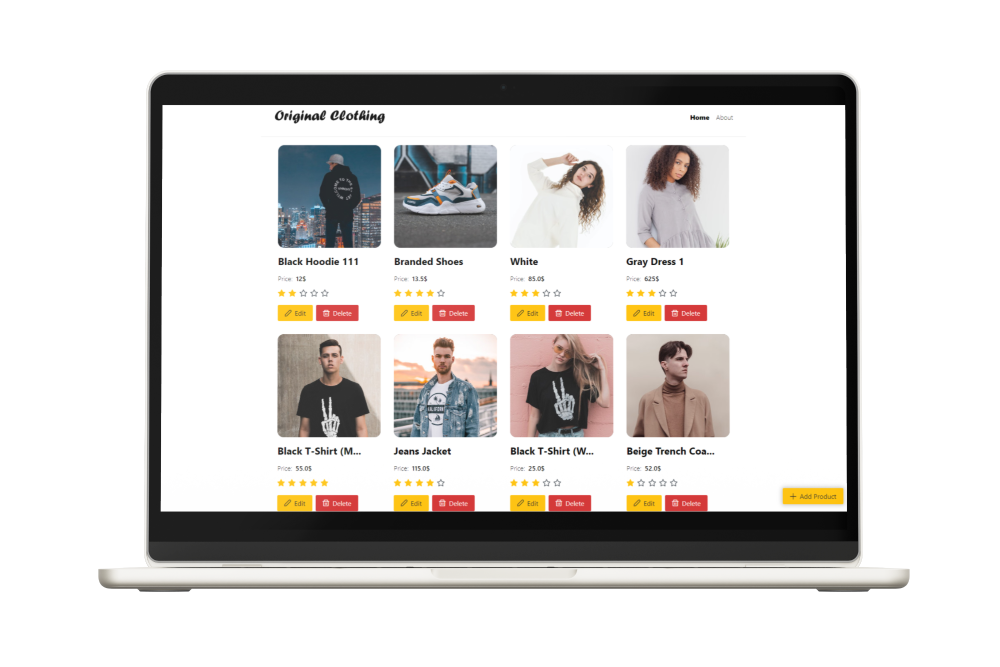 Original Clothing
Home About
Black Hoodie 111
Price: 12$
Edit Delete
Branded Shoes
Price: 13.5$
Edit Delete
White
Price: 85.0$
Edit Delete
Gray Dress 1
Price: 625$
Edit Delete
Black T-Shirt (M...
Price: 55.0$
Edit Delete
Jeans Jacket
Price: 115.0$
Edit Delete
Black T-Shirt (W...
Price: 25.0$
Edit Delete
Beige Trench Coa...
Price: 52.0$
Edit Delete
+ Add Product